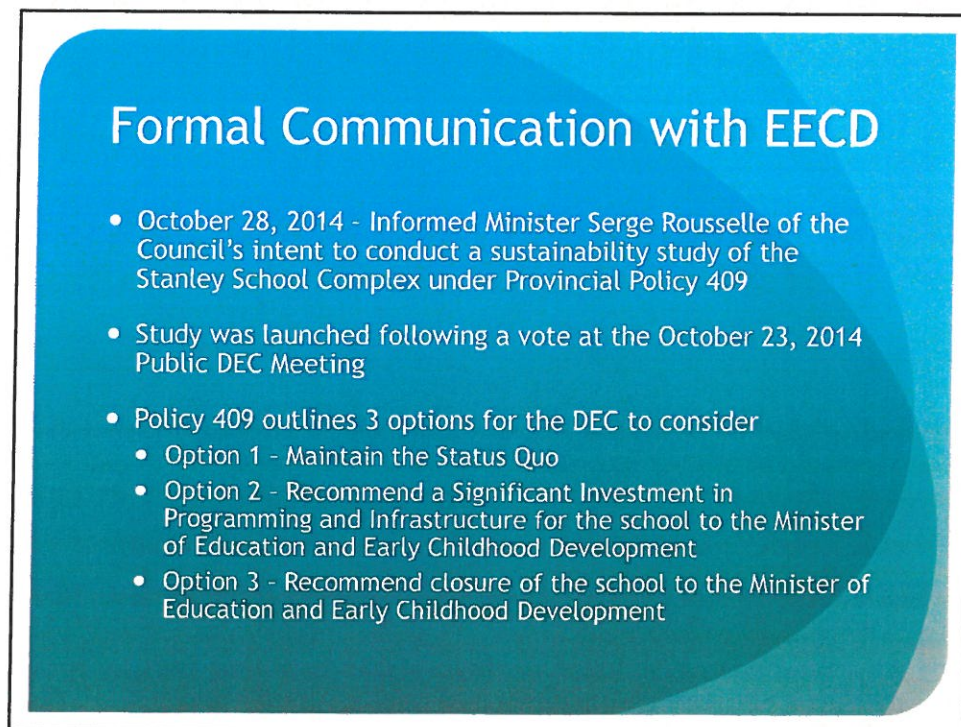 Formal Communication with EECD
• October 28, 2014 - Informed Minister Serge Rousselle of the
Council's intent to conduct a sustainability study of the
Stanley School Complex under Provincial Policy 409
• Study was launched following a vote at the October 23, 2014
Public DEC Meeting
• Policy 409 outlines 3 options for the DEC to consider
• Option 1 - Maintain the Status Quo
• Option 2 - Recommend a Significant Investment in
Programming and Infrastructure for the school to the Minister
of Education and Early Childhood Development
• Option 3 - Recommend closure of the school to the Minister of
Education and Early Childhood Development